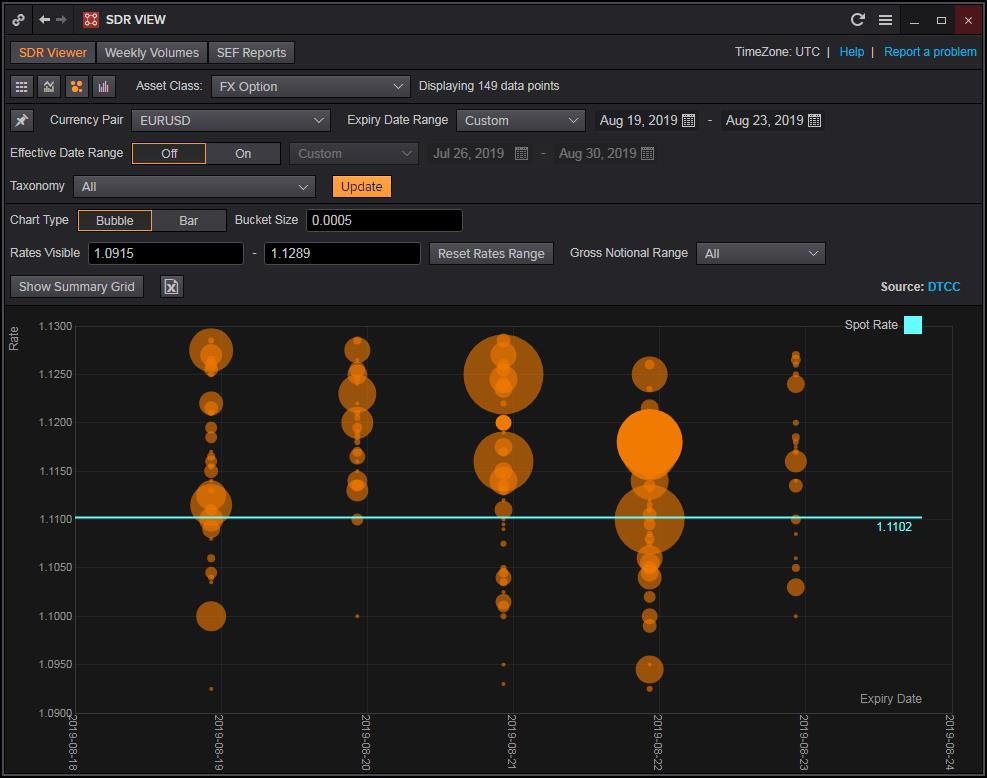 SDR VIEW
SDR Viewer Weekly Volumes SEF Reports TimeZone: UTC | Help | Report a problem
Asset Class: FX Option Displaying 149 data points
Currency Pair EURUSD Expiry Date Range Custom Aug 19, 2019 - Aug 23, 2019
Effective Date Range Off On Custom Jul 26, 2019 - Aug 30, 2019
Taxonomy All Update
Chart Type Bubble Bar Bucket Size 0.0005
Rates Visible 1.0915 - 1.1289 Reset Rates Range Gross Notional Range All
Show Summary Grid Source: DTCC
Rate
1.1300
Spot Rate
1.1250
1.1200
1.1150
1.1100
1.1102
1.1050
1.1000
1.0950
Expiry Date
1.0900
2019-08-18
2019-08-19
2019-08-20
2019-08-21
2019-08-22
2019-08-23
2019-08-24